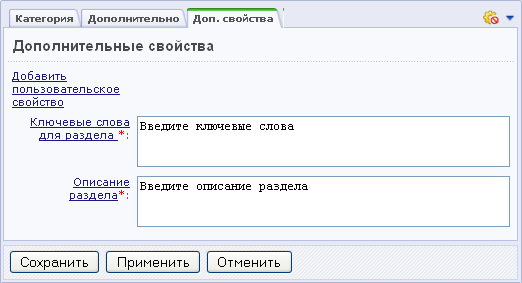 Категория Дополнительно Доп. свойства
Дополнительные свойства
Добавить
пользовательское
свойство
Ключевые слова
для раздела *:
Введите ключевые слова
Описание
раздела*:
Введите описание раздела
Сохранить Применить Отменить